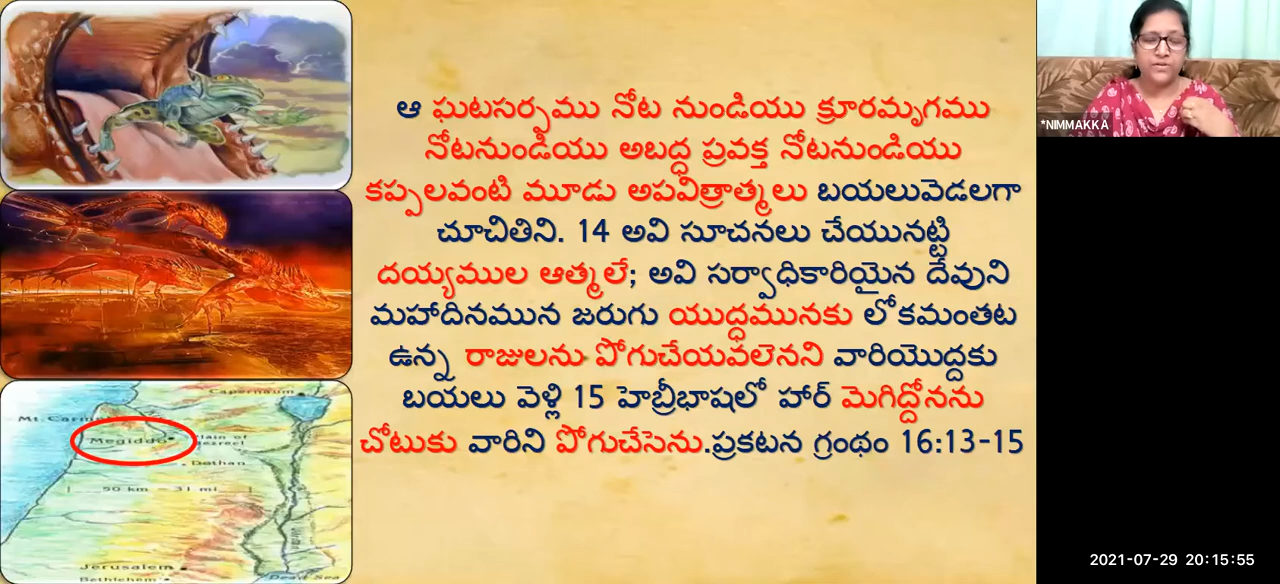 ఆ ఘటసర్పము నోట నుండియు క్రూరమృగము
నోటనుండియు అబద్ధ ప్రవక్త నోటనుండియు
కప్పలవంటి మూడు అపవిత్రాత్మలు బయలువెడలగా
చూచితిని. 14 అవి సూచనలు చేయునట్టి
దయ్యముల ఆత్మలే; అవి సర్వాధికారియైన దేవుని
మహాదినమున జరుగు యుద్ధమునకు లోకమంతట
ఉన్న రాజులను పోగుచేయవలెనని వారియొద్దకు
బయలు వెళ్లి 15 హెబ్రీభాషలో హార్ మెగిద్దోనను
చోటుకు వారిని పోగుచేసెను.ప్రకటన గ్రంథం 16:13-15
Capernaum
Mt. Carm
Megiddo
Plain of
Dothan
50 km - 31 mi
Jerusalem
Bethlehem
Dead Sea
*NIMMAKKA
2021-07-29 20:15:55